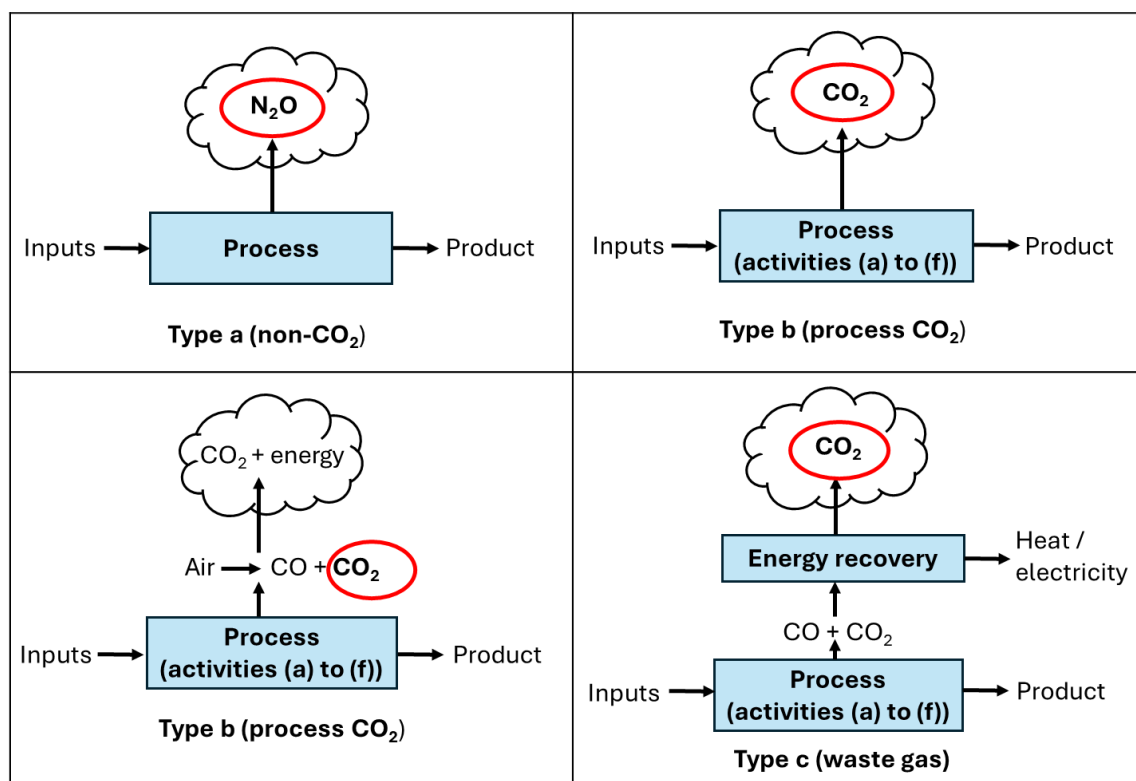 N₂O
Inputs
Process
Product
Type a (non-CO₂)
CO₂
Inputs
Process
(activities (a) to (f))
Product
Type b (process CO₂)
CO₂ + energy
Air
CO + CO₂
Inputs
Process
(activities (a) to (f))
Product
Type b (process CO₂)
CO₂
Energy recovery
Heat /
electricity
CO + CO₂
Inputs
Process
(activities (a) to (f))
Product
Type c (waste gas)